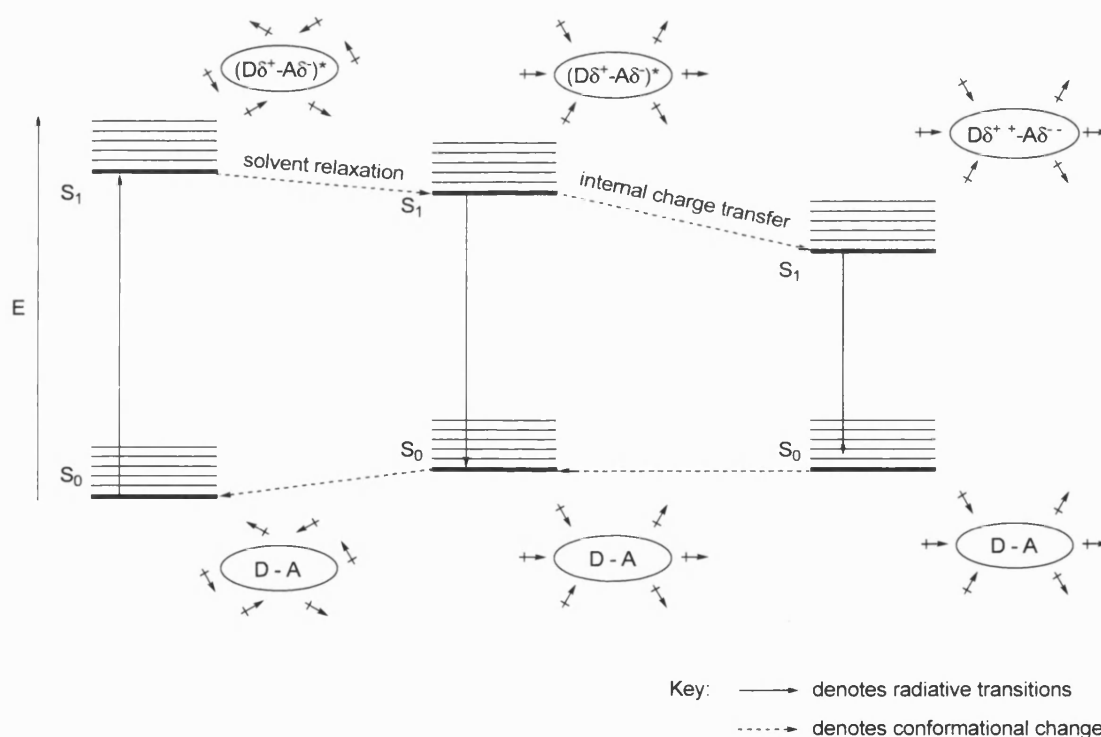 (Dδ⁺-Aδ⁻)*
(Dδ⁺-Aδ⁻)*
Dδ⁺ ⁺-Aδ⁻ ⁻
solvent relaxation
internal charge transfer
S₁
S₁
S₁
E
S₀
S₀
S₀
D - A
D - A
D - A
Key: denotes radiative transitions
denotes conformational change